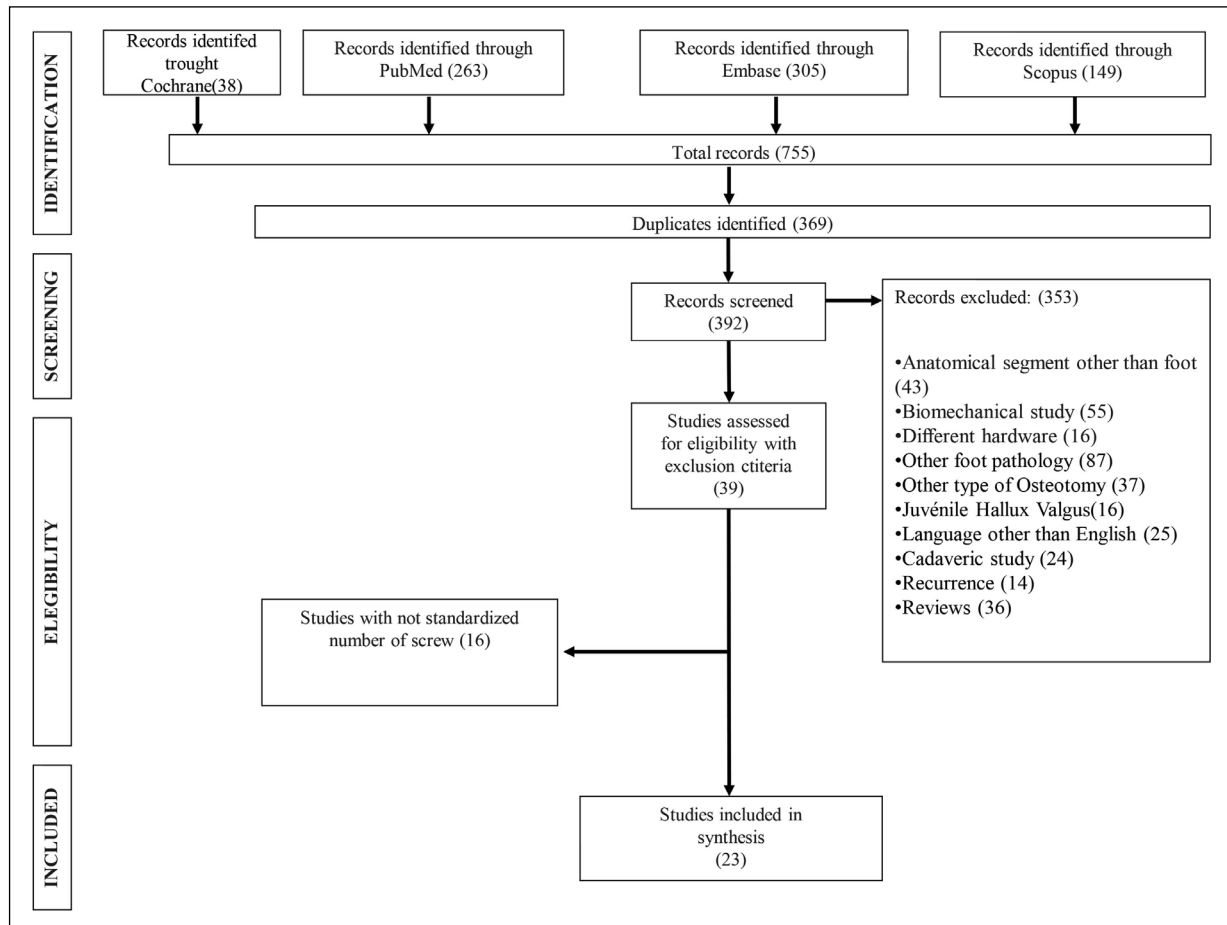 IDENTIFICATION
Records identifed
trought
Cochrane(38)
Records identified through
PubMed (263)
Records identified through
Embase (305)
Records identified through
Scopus (149)
Total records (755)
Duplicates identified (369)
SCREENING
Records screened
(392)
Records excluded: (353)
•Anatomical segment other than foot
(43)
•Biomechanical study (55)
•Different hardware (16)
•Other foot pathology (87)
•Other type of Osteotomy (37)
•Juvénile Hallux Valgus(16)
•Language other than English (25)
•Cadaveric study (24)
•Recurrence (14)
•Reviews (36)
ELEGIBILITY
Studies assessed
for eligibility with
exclusion ctiteria
(39)
Studies with not standardized
number of screw (16)
INCLUDED
Studies included in
synthesis
(23)